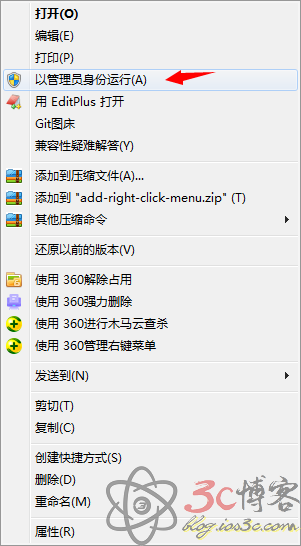 打开(O)
编辑(E)
打印(P)
以管理员身份运行(A)
用 EditPlus 打开
Git图床
兼容性疑难解答(Y)
添加到压缩文件(A)...
添加到 "add-right-click-menu.zip" (T)
其他压缩命令
还原以前的版本(V)
使用 360解除占用
使用 360强力删除
使用 360进行木马云查杀
使用 360管理右键菜单
发送到(N)
剪切(T)
复制(C)
创建快捷方式(S)
删除(D)
重命名(M)
属性(R)
3c博客
blog.ios3c.com